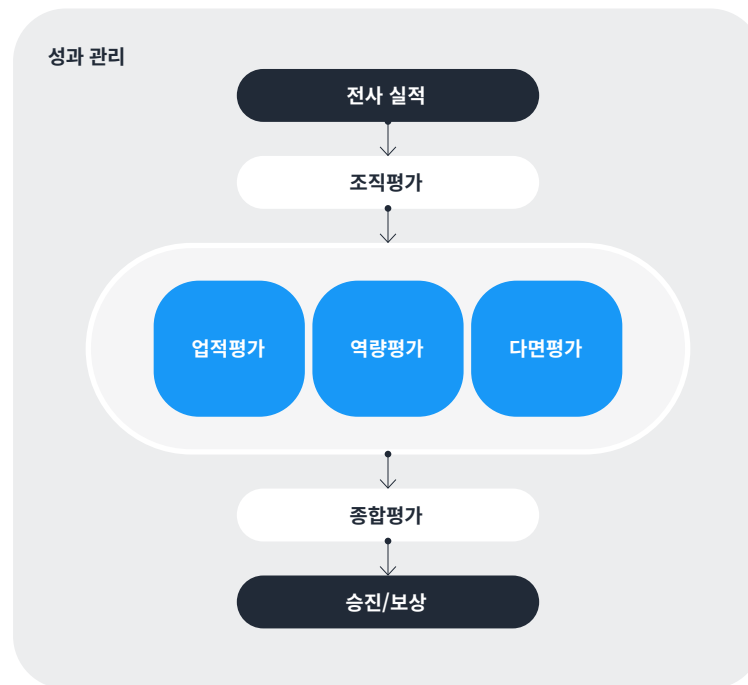 성과 관리
전사 실적
조직평가
업적평가
역량평가
다면평가
종합평가
승진/보상